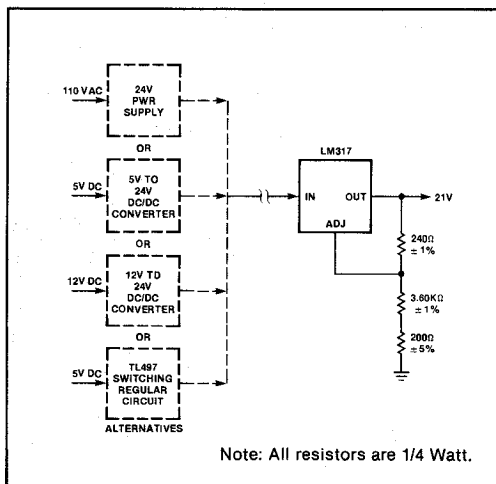 110 VAC
24V
PWR
SUPPLY
OR
5V DC
5V TO
24V
DC/DC
CONVERTER
OR
12V DC
12V TO
24V
DC/DC
CONVERTER
OR
5V DC
TL497
SWITCHING
REGULAR
CIRCUIT
ALTERNATIVES
LM317
IN
OUT
ADJ
21V
240Ω
±1%
3.60KΩ
±1%
200Ω
±5%
Note: All resistors are 1/4 Watt.